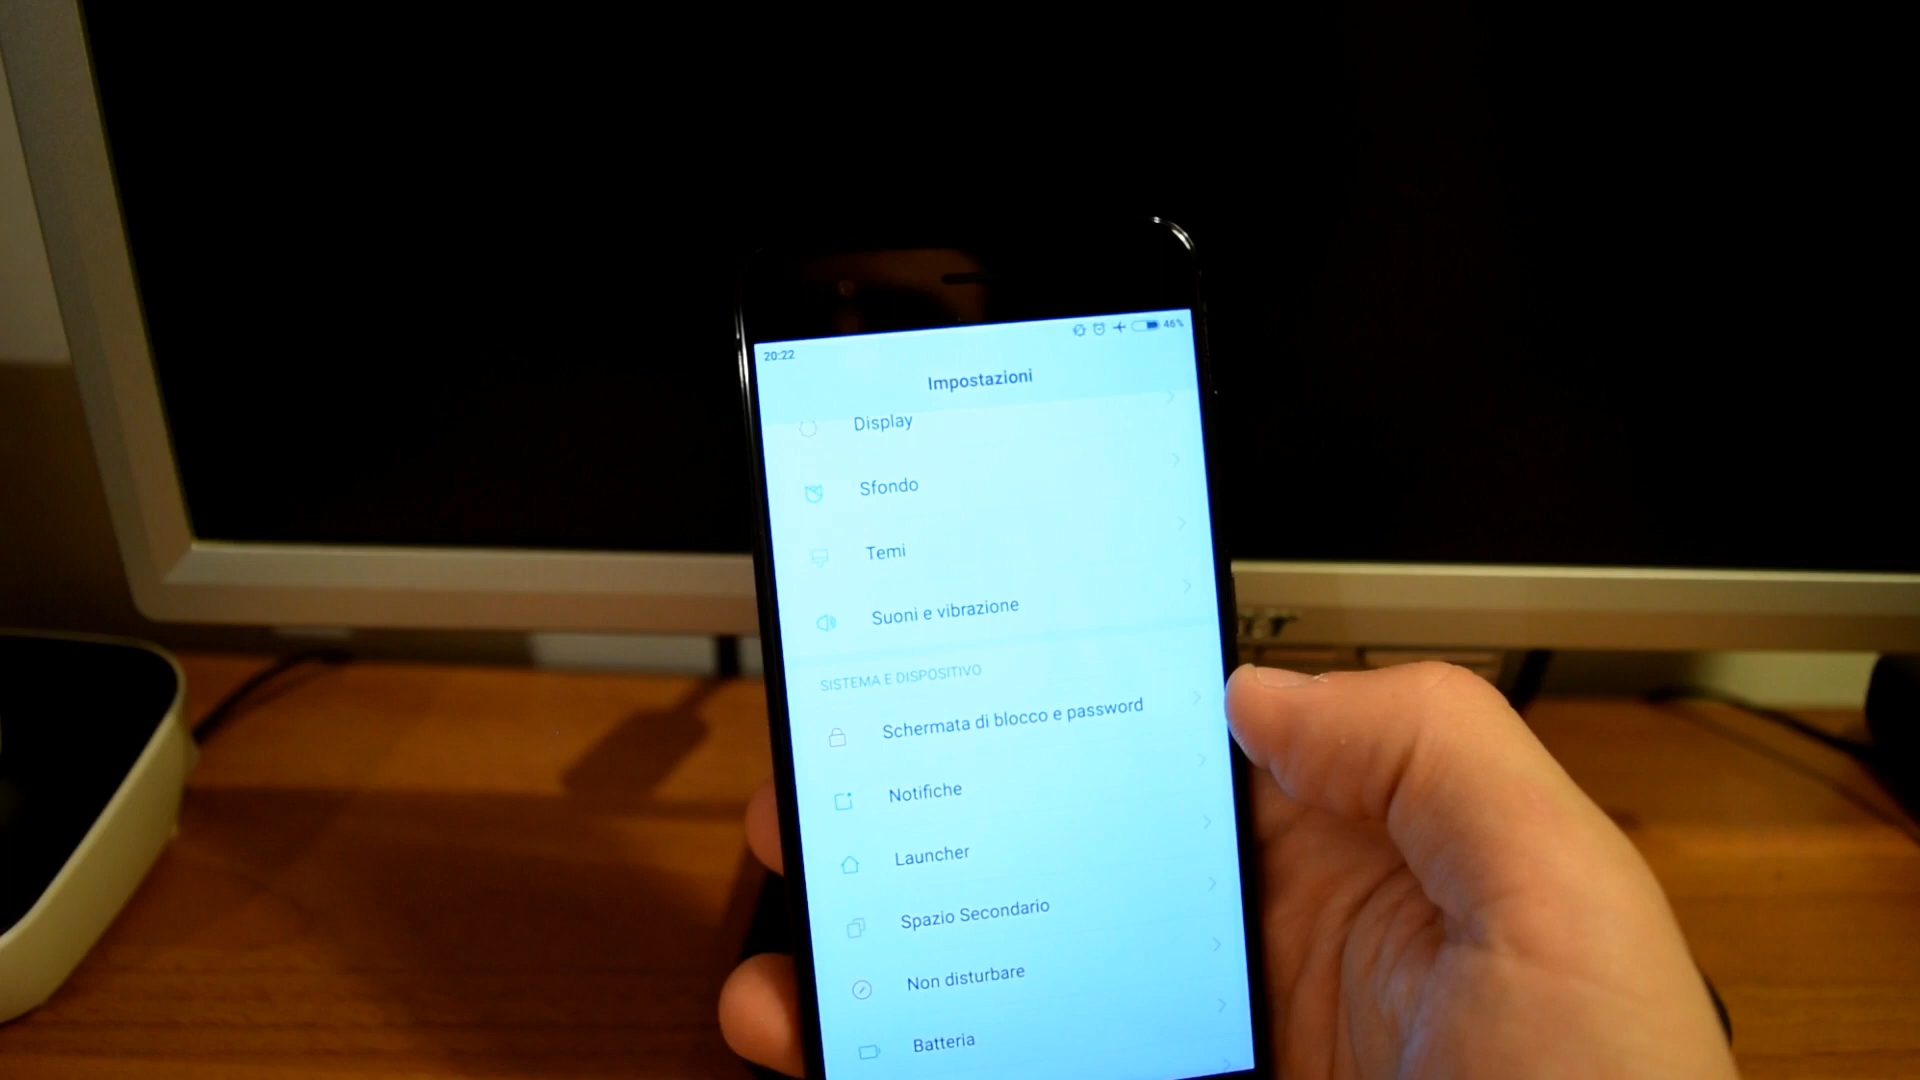 20:22
46%
Impostazioni
Display
Sfondo
Temi
Suoni e vibrazione
SISTEMA E DISPOSITIVO
Schermata di blocco e password
Notifiche
Launcher
Spazio Secondario
Non disturbare
Batteria